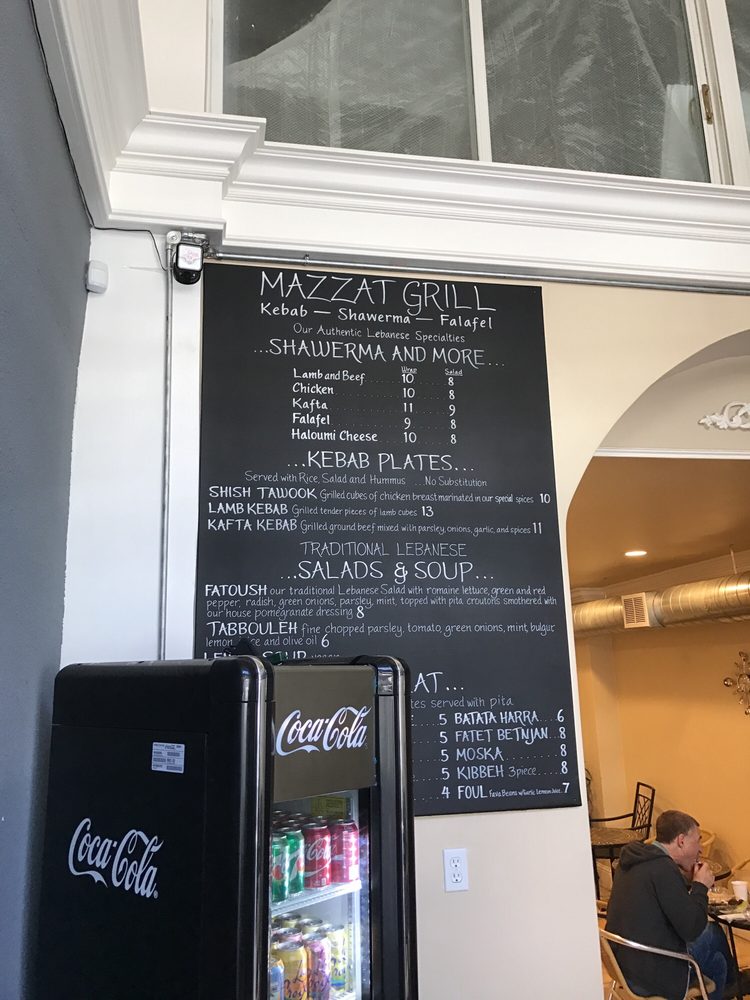 MAZZAT GRILL
Kebab — Shawerma — Falafel
Our Authentic Lebanese Specialties
...SHAWERMA AND MORE...
Wrap Salad
Lamb and Beef 10 8
Chicken 10 8
Kafta 11 9
Falafel 9 8
Haloumi Cheese 10 8
...KEBAB PLATES...
Served with Rice, Salad and Hummus ...No Substitution
SHISH TAWOOK Grilled cubes of chicken breast marinated in our special spices 10
LAMB KEBAB Grilled tender pieces of lamb cubes 13
KAFTA KEBAB Grilled ground beef mixed with parsley, onions, garlic, and spices 11
TRADITIONAL LEBANESE
...SALADS & SOUP...
FATOUSH our traditional Lebanese Salad with romaine lettuce, green and red
pepper, radish, green onions, parsley, mint, topped with pita croutons smothered with
our house pomegranate dressing 8
TABBOULEH fine chopped parsley, tomato, green onions, mint, bulgur,
lemon and olive oil 6
AT...
served with pita
5 BATATA HARRA....6
5 FATET BETNJAN..8
5 MOSKA........8
5 KIBBEH 3piece....8
4 FOUL Fava Beans w/Garlic Lemon Juice. 7
Coca-Cola
Coca-Cola